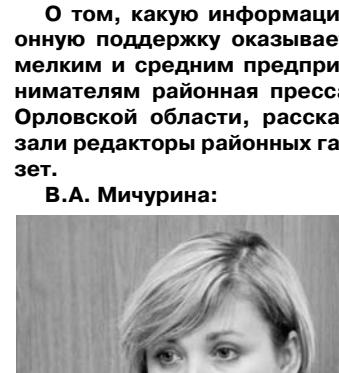 О том, какую информаци
онную поддержку оказывае
мелким и средним предпри
нимателям районная пресса
Орловской области, расска
зали редакторы районных га
зет.
В.А. Мичурина: